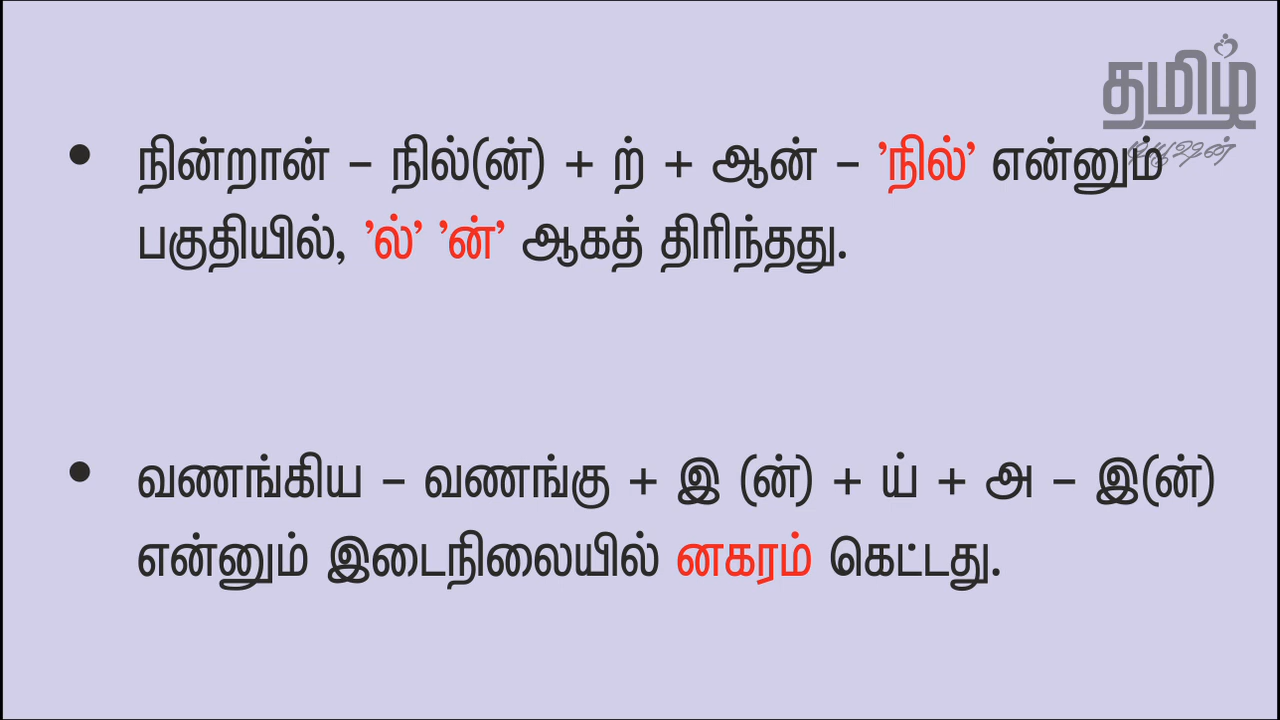 தமிழ்
• நின்றான் – நில்(ன்) + ற் + ஆன் – ’நில்’ என்னும்
பகுதியில், ’ல்’ ’ன்’ ஆகத் திரிந்தது.
• வணங்கிய – வணங்கு + இ (ன்) + ய் + அ – இ(ன்)
என்னும் இடைநிலையில் னகரம் கெட்டது.